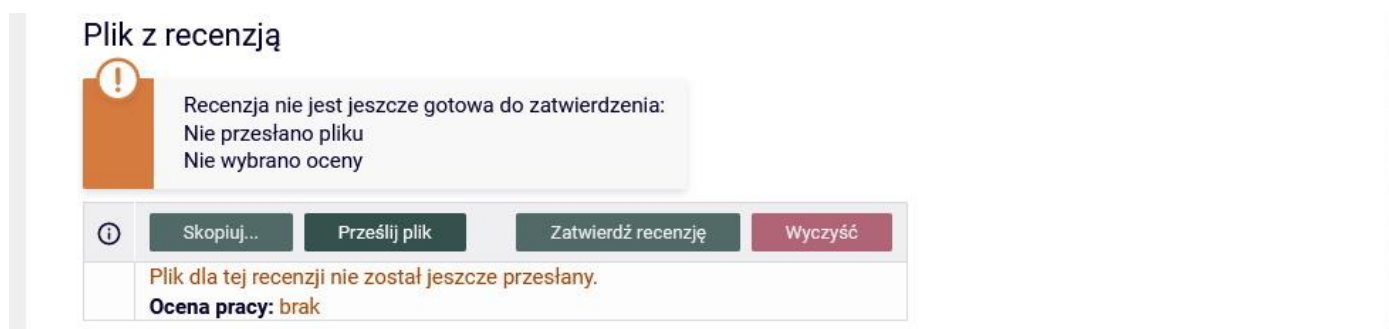 Plik z recenzją
Recenzja nie jest jeszcze gotowa do zatwierdzenia:
Nie przesłano pliku
Nie wybrano oceny
Skopiuj... Prześlij plik Zatwierdź recenzję Wyczyść
Plik dla tej recenzji nie został jeszcze przesłany.
Ocena pracy: brak